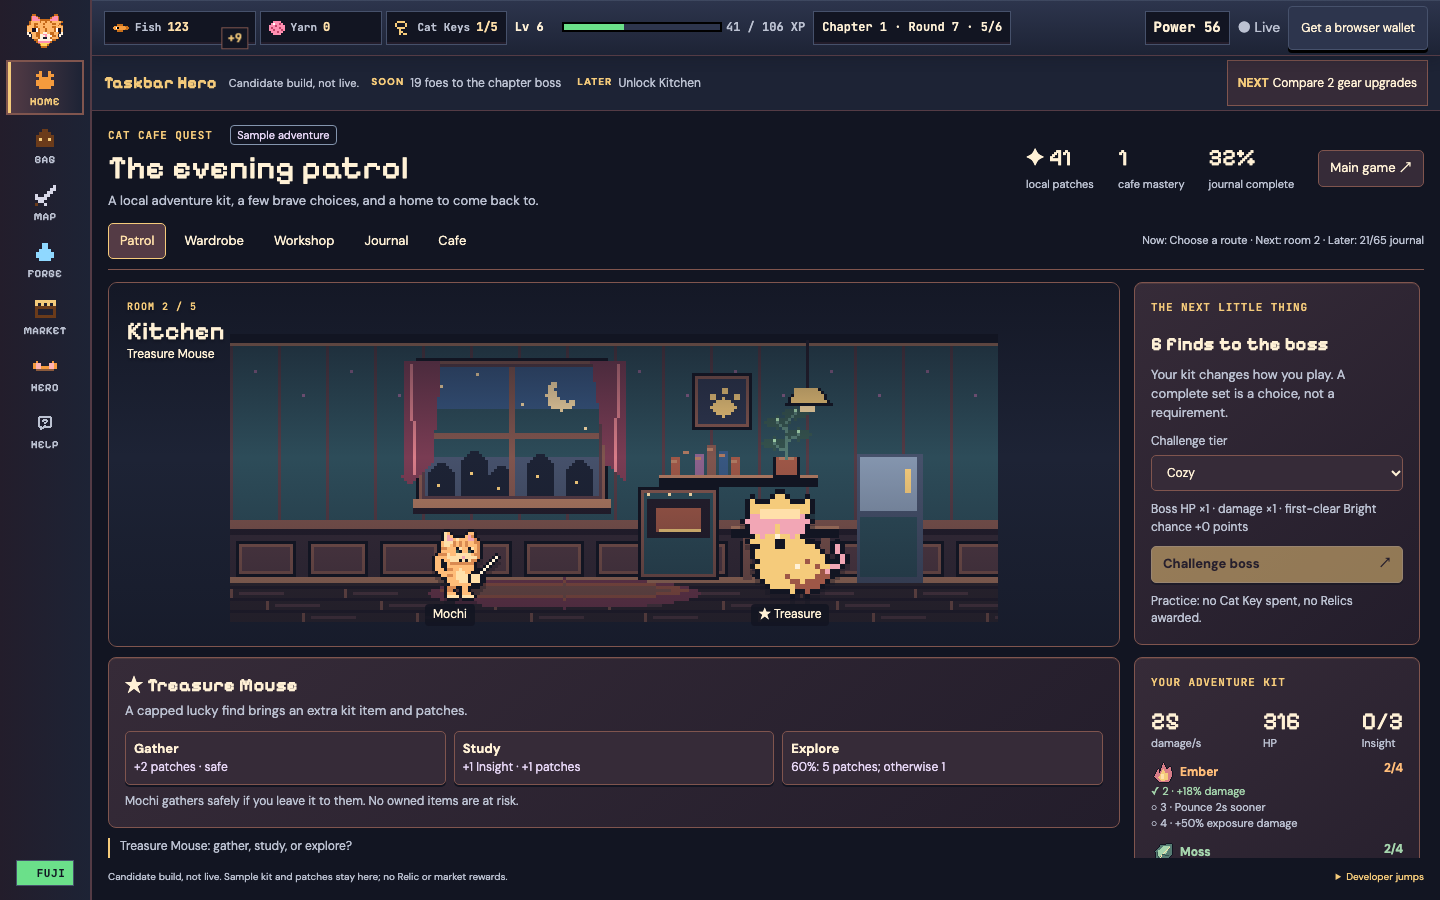 Fish 123
+9
Yarn 0
Cat Keys 1/5
Lv 6
41 / 106 XP
Chapter 1 · Round 7 · 5/6
Power 56
Live
Get a browser wallet
HOME
BAG
MAP
FORGE
MARKET
HERO
HELP
FUJI
Taskbar Hero
Candidate build, not live.
SOON 19 foes to the chapter boss
LATER Unlock Kitchen
NEXT Compare 2 gear upgrades
CAT CAFE QUEST
Sample adventure
The evening patrol
A local adventure kit, a few brave choices, and a home to come back to.
✦ 41
local patches
1
cafe mastery
32%
journal complete
Main game ↗
Patrol
Wardrobe
Workshop
Journal
Cafe
Now: Choose a route · Next: room 2 · Later: 21/65 journal
ROOM 2 / 5
Kitchen
Treasure Mouse
Mochi
★ Treasure
THE NEXT LITTLE THING
6 finds to the boss
Your kit changes how you play. A
complete set is a choice, not a
requirement.
Challenge tier
Cozy
Boss HP ×1 · damage ×1 · first-clear Bright
chance +0 points
Challenge boss ↗
Practice: no Cat Key spent, no Relics
awarded.
★ Treasure Mouse
A capped lucky find brings an extra kit item and patches.
Gather
+2 patches · safe
Study
+1 Insight · +1 patches
Explore
60%: 5 patches; otherwise 1
Mochi gathers safely if you leave it to them. No owned items are at risk.
Treasure Mouse: gather, study, or explore?
YOUR ADVENTURE KIT
damage/s
316
HP
0/3
Insight
Ember 2/4
✓ 2 · +18% damage
○ 3 · Pounce 2s sooner
○ 4 · +50% exposure damage
Moss 2/4
Candidate build, not live. Sample kit and patches stay here; no Relic or market rewards.
▸ Developer jumps